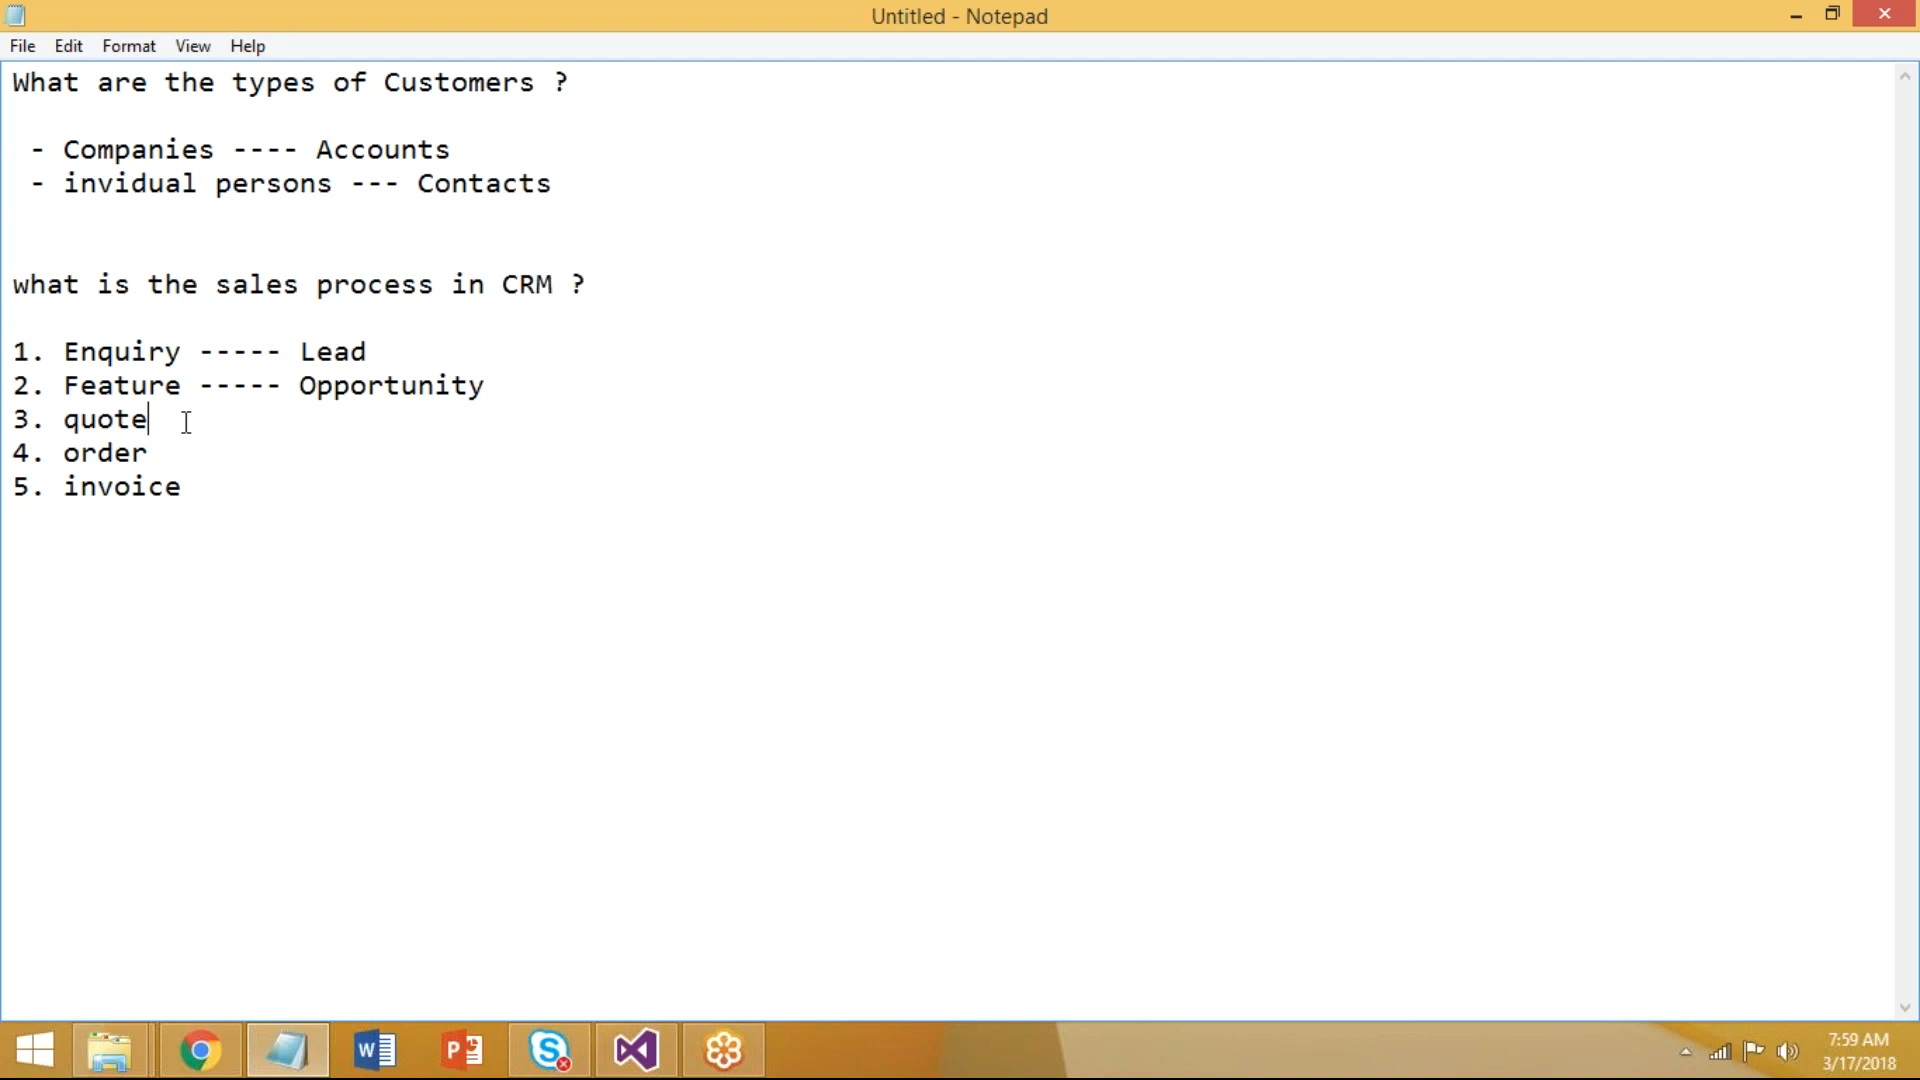 Untitled - Notepad
File Edit Format View Help
What are the types of Customers ?
- Companies ---- Accounts
- invidual persons --- Contacts
what is the sales process in CRM ?
1. Enquiry ----- Lead
2. Feature ----- Opportunity
3. quote
4. order
5. invoice
7:59 AM
3/17/2018